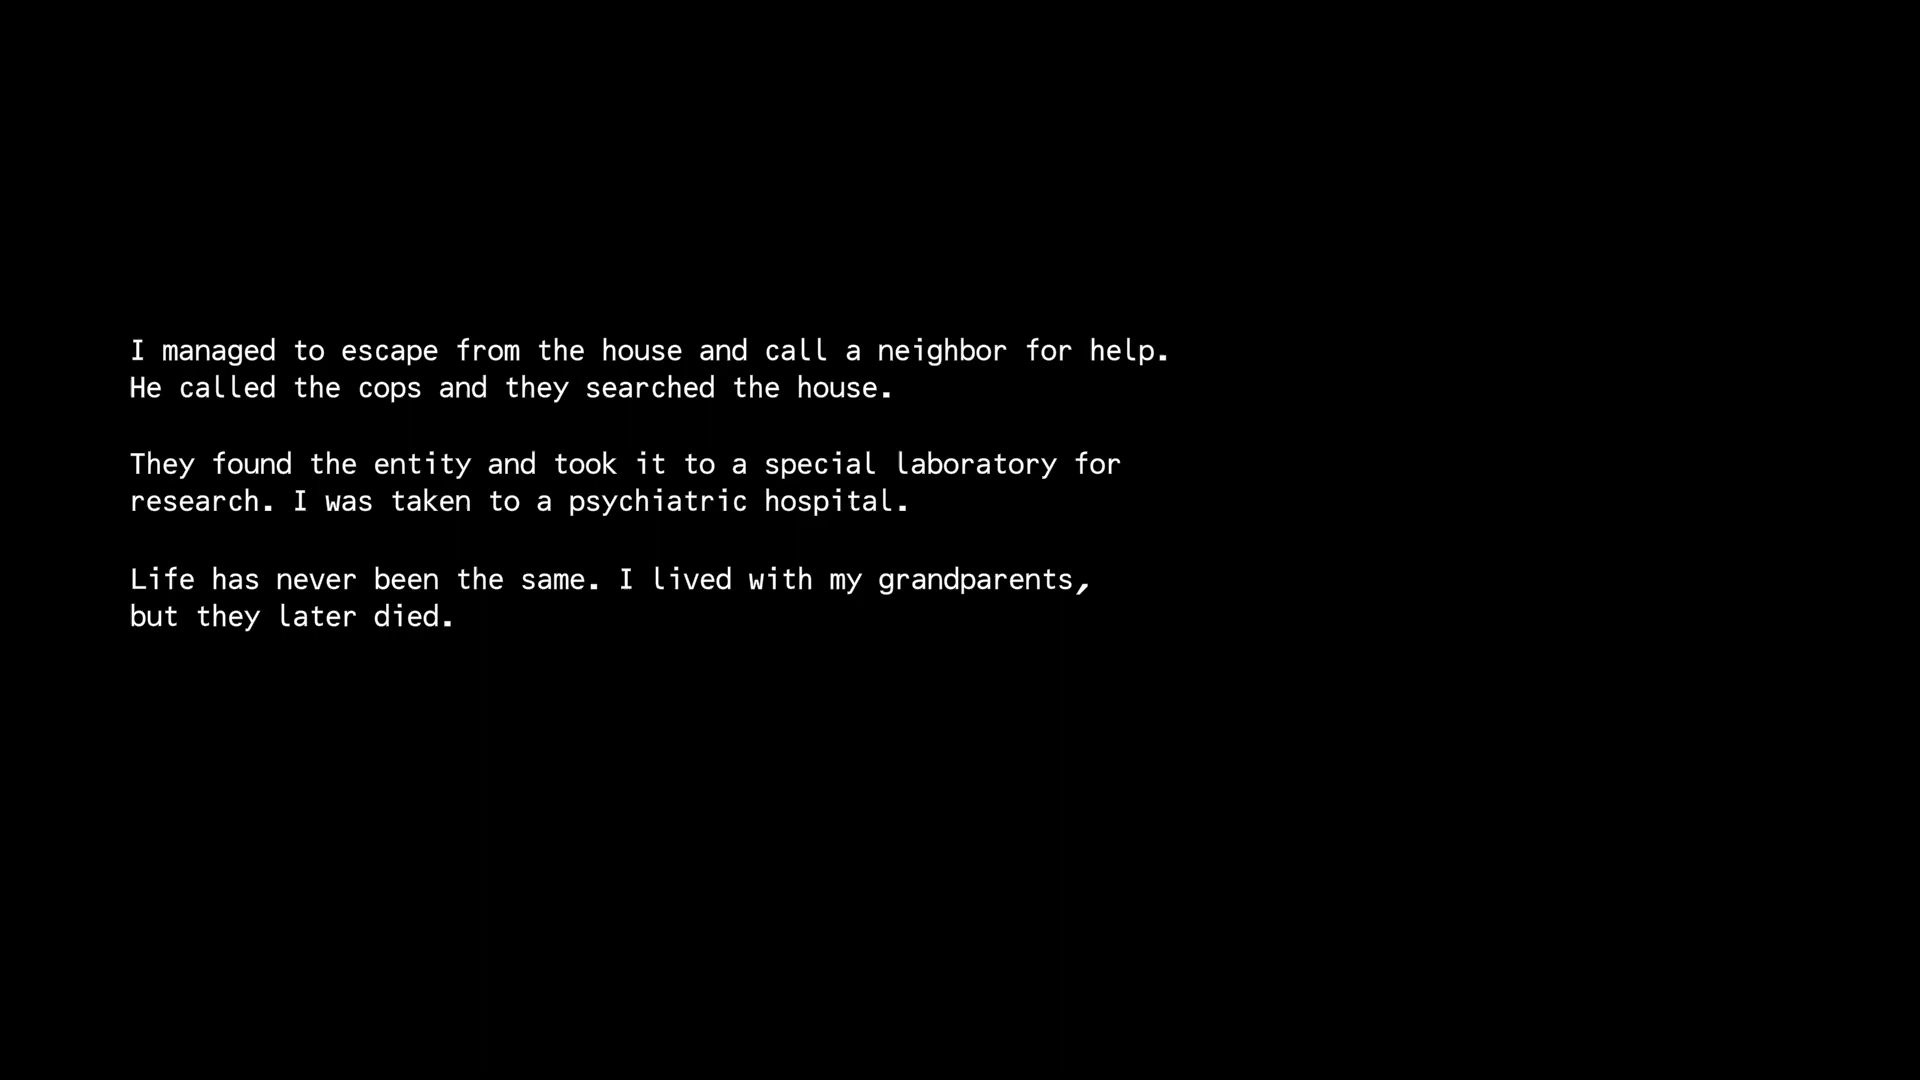 I managed to escape from the house and call a neighbor for help.
He called the cops and they searched the house.
They found the entity and took it to a special laboratory for
research. I was taken to a psychiatric hospital.
Life has never been the same. I lived with my grandparents,
but they later died.